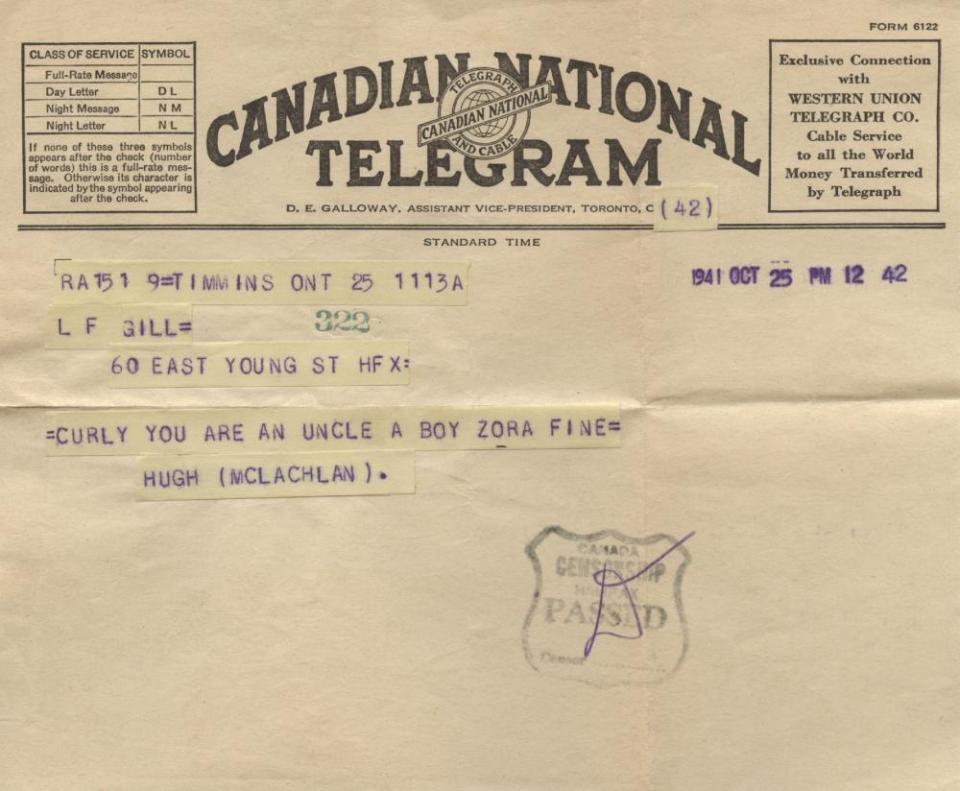 FORM 6122
CLASS OF SERVICE SYMBOL
Full-Rate Message
Day Letter D L
Night Message N M
Night Letter N L
If none of these three symbols
appears after the check (number
of words) this is a full-rate mes-
sage. Otherwise its character is
indicated by the symbol appearing
after the check.
CANADIAN NATIONAL
TELEGRAPH
CANADIAN NATIONAL
AND CABLE
TELEGRAM
Exclusive Connection
with
WESTERN UNION
TELEGRAPH CO.
Cable Service
to all the World
Money Transferred
by Telegraph
D. E. GALLOWAY, ASSISTANT VICE-PRESIDENT, TORONTO, (42)
STANDARD TIME
RA151 9=TIMMINS ONT 25 1113A
1941 OCT 25 PM 12 42
L F GILL=
322
60 EAST YOUNG ST HFX=
=CURLY YOU ARE AN UNCLE A BOY ZORA FINE=
HUGH (MCLACHLAN).
CANADA
CENSORSHIP
HALIFAX
PASSED
Censor